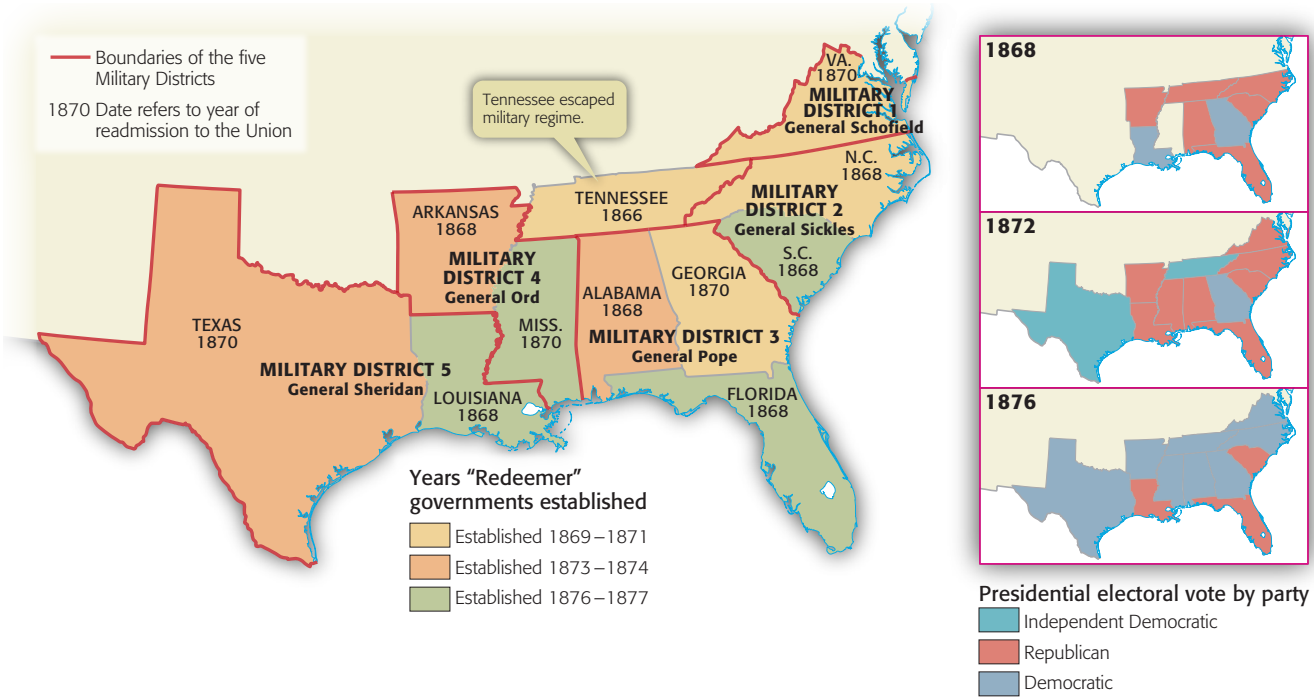 Boundaries of the five
Military Districts
1870 Date refers to year of
readmission to the Union
Tennessee escaped
military regime.
VA.
1870
MILITARY
DISTRICT 1
General Schofield
N.C.
1868
MILITARY
DISTRICT 2
General Sickles
S.C.
1868
TENNESSEE
1866
ARKANSAS
1868
MILITARY
DISTRICT 4
General Ord
MISS.
1870
ALABAMA
1868
GEORGIA
1870
MILITARY DISTRICT 3
General Pope
TEXAS
1870
MILITARY DISTRICT 5
General Sheridan
LOUISIANA
1868
FLORIDA
1868
Years “Redeemer”
governments established
Established 1869–1871
Established 1873–1874
Established 1876–1877
1868
1872
1876
Presidential electoral vote by party
Independent Democratic
Republican
Democratic